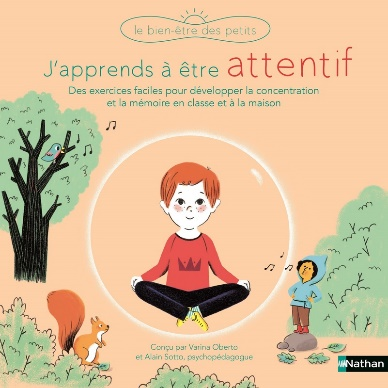 le bien-être des petits
J'apprends à être attentif
Des exercices faciles pour développer la concentration
et la mémoire en classe et à la maison
Conçu par Varina Oberto
et Alain Sotto, psychopédagogue
Nathan